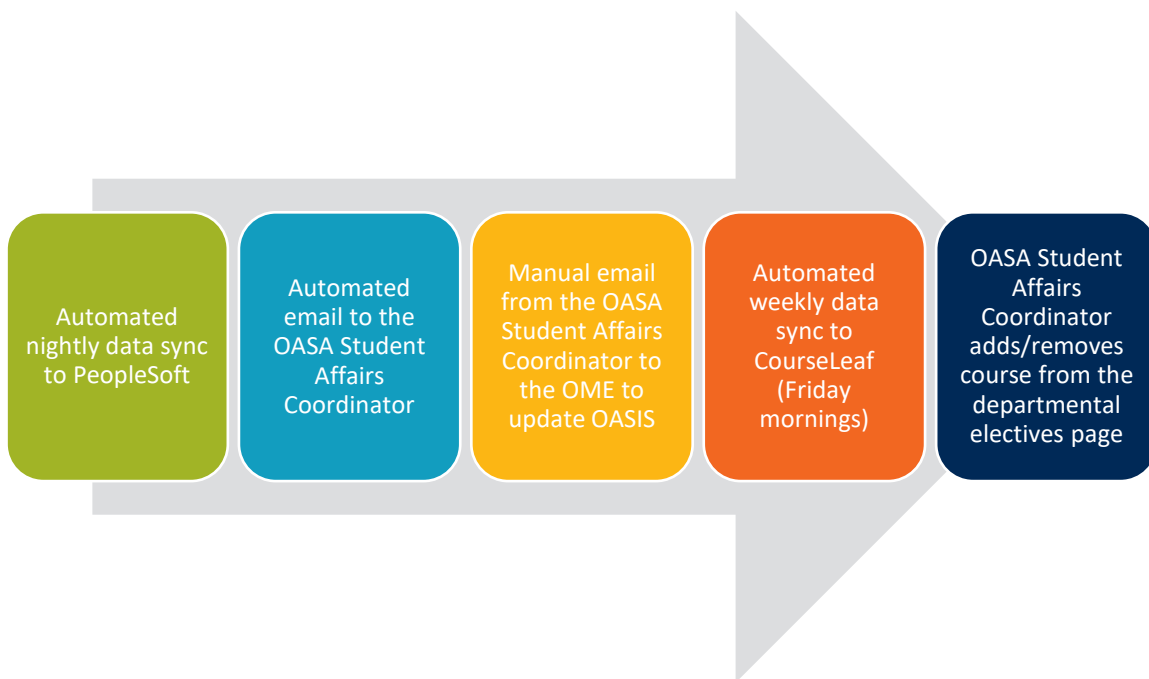 Automated
nightly data sync
to PeopleSoft
Automated
email to the
OASA Student
Affairs
Coordinator
Manual email
from the OASA
Student Affairs
Coordinator to
the OME to
update OASIS
Automated
weekly data
sync to
CourseLeaf
(Friday
mornings)
OASA Student
Affairs
Coordinator
adds/removes
course from the
departmental
electives page